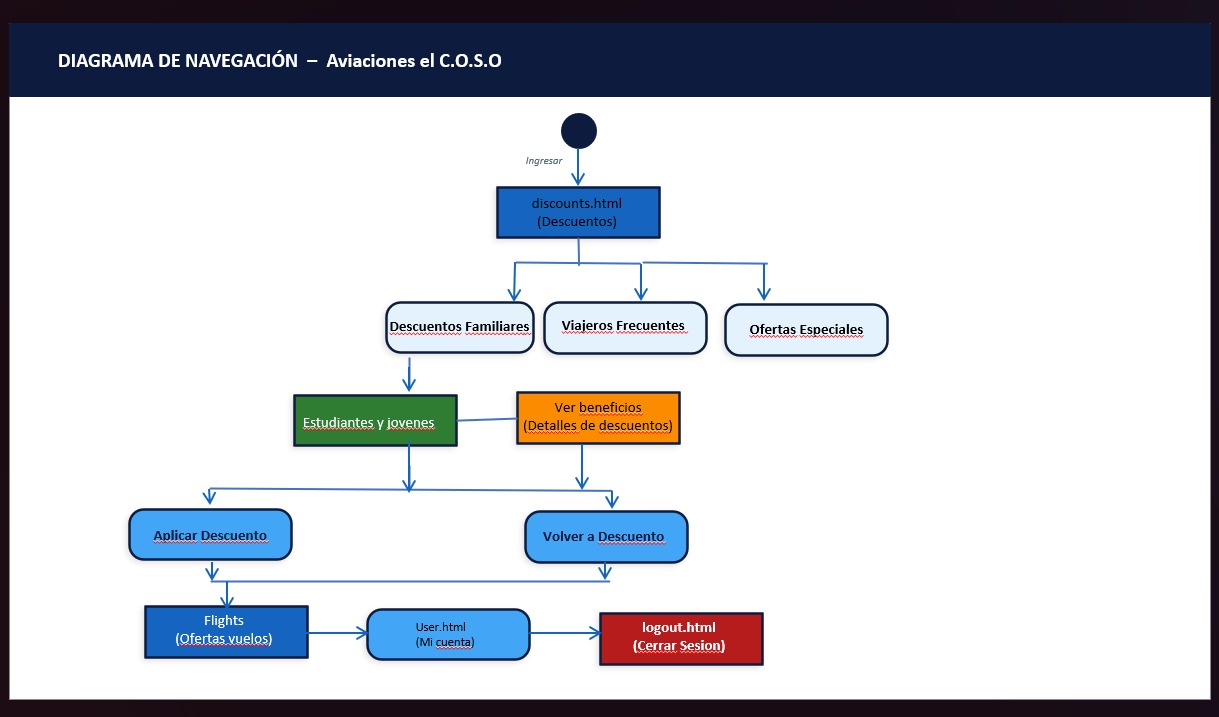 DIAGRAMA DE NAVEGACIÓN – Aviaciones el C.O.S.O
Ingresar
discounts.html
(Descuentos)
Descuentos Familiares
Viajeros Frecuentes
Ofertas Especiales
Estudiantes y jovenes
Ver beneficios
(Detalles de descuentos)
Aplicar Descuento
Volver a Descuento
Flights
(Ofertas vuelos)
User.html
(Mi cuenta)
logout.html
(Cerrar Sesion)